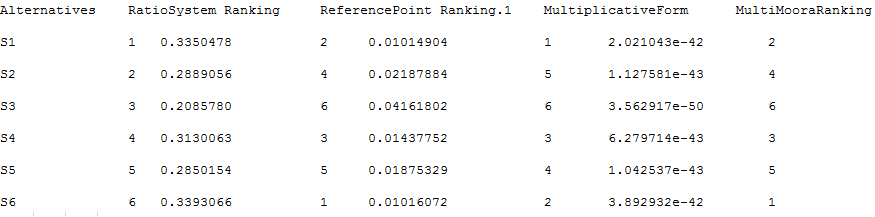 Alternatives RatioSystem Ranking ReferencePoint Ranking.1 MultiplicativeForm MultiMooraRanking
S1 1 0.3350478 2 0.01014904 1 2.021043e-42 2
S2 2 0.2889056 4 0.02187884 5 1.127581e-43 4
S3 3 0.2085780 6 0.04161802 6 3.562917e-50 6
S4 4 0.3130063 3 0.01437752 3 6.279714e-43 3
S5 5 0.2850154 5 0.01875329 4 1.042537e-43 5
S6 6 0.3393066 1 0.01016072 2 3.892932e-42 1